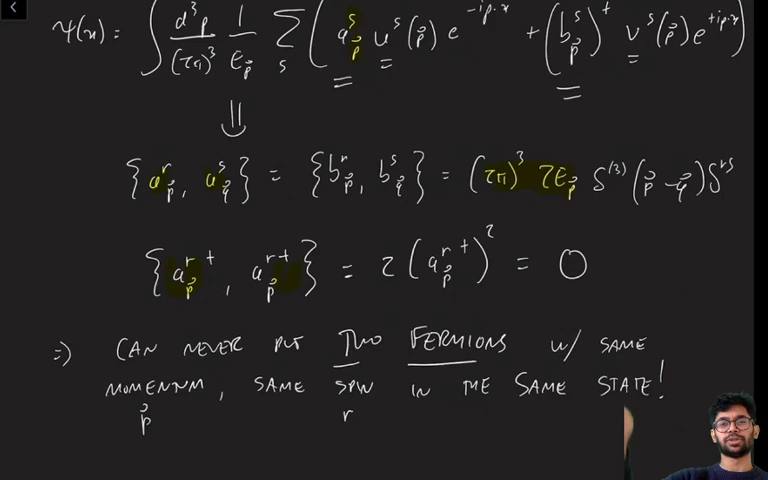 ψ(x) = ∫ d³p/(2π)³ 1/E_p⃗ Σ_s ( a^s_p⃗ u^s(p⃗) e^{-ip·x} + (b^s_p⃗)† v^s(p⃗) e^{+ip·x} )
⇓
{a^r_p⃗, a^s_q⃗} = {b^r_p⃗, b^s_q⃗} = (2π)³ 2E_p⃗ δ^{(3)}(p⃗ - q⃗) δ^{rs}
{a^{r†}_p⃗, a^{r†}_p⃗} = 2(a^{r†}_p⃗)² = 0
⇒ CAN NEVER PUT TWO FERMIONS W/ SAME
MOMENTUM, SAME SPIN IN THE SAME STATE!
p⃗ r